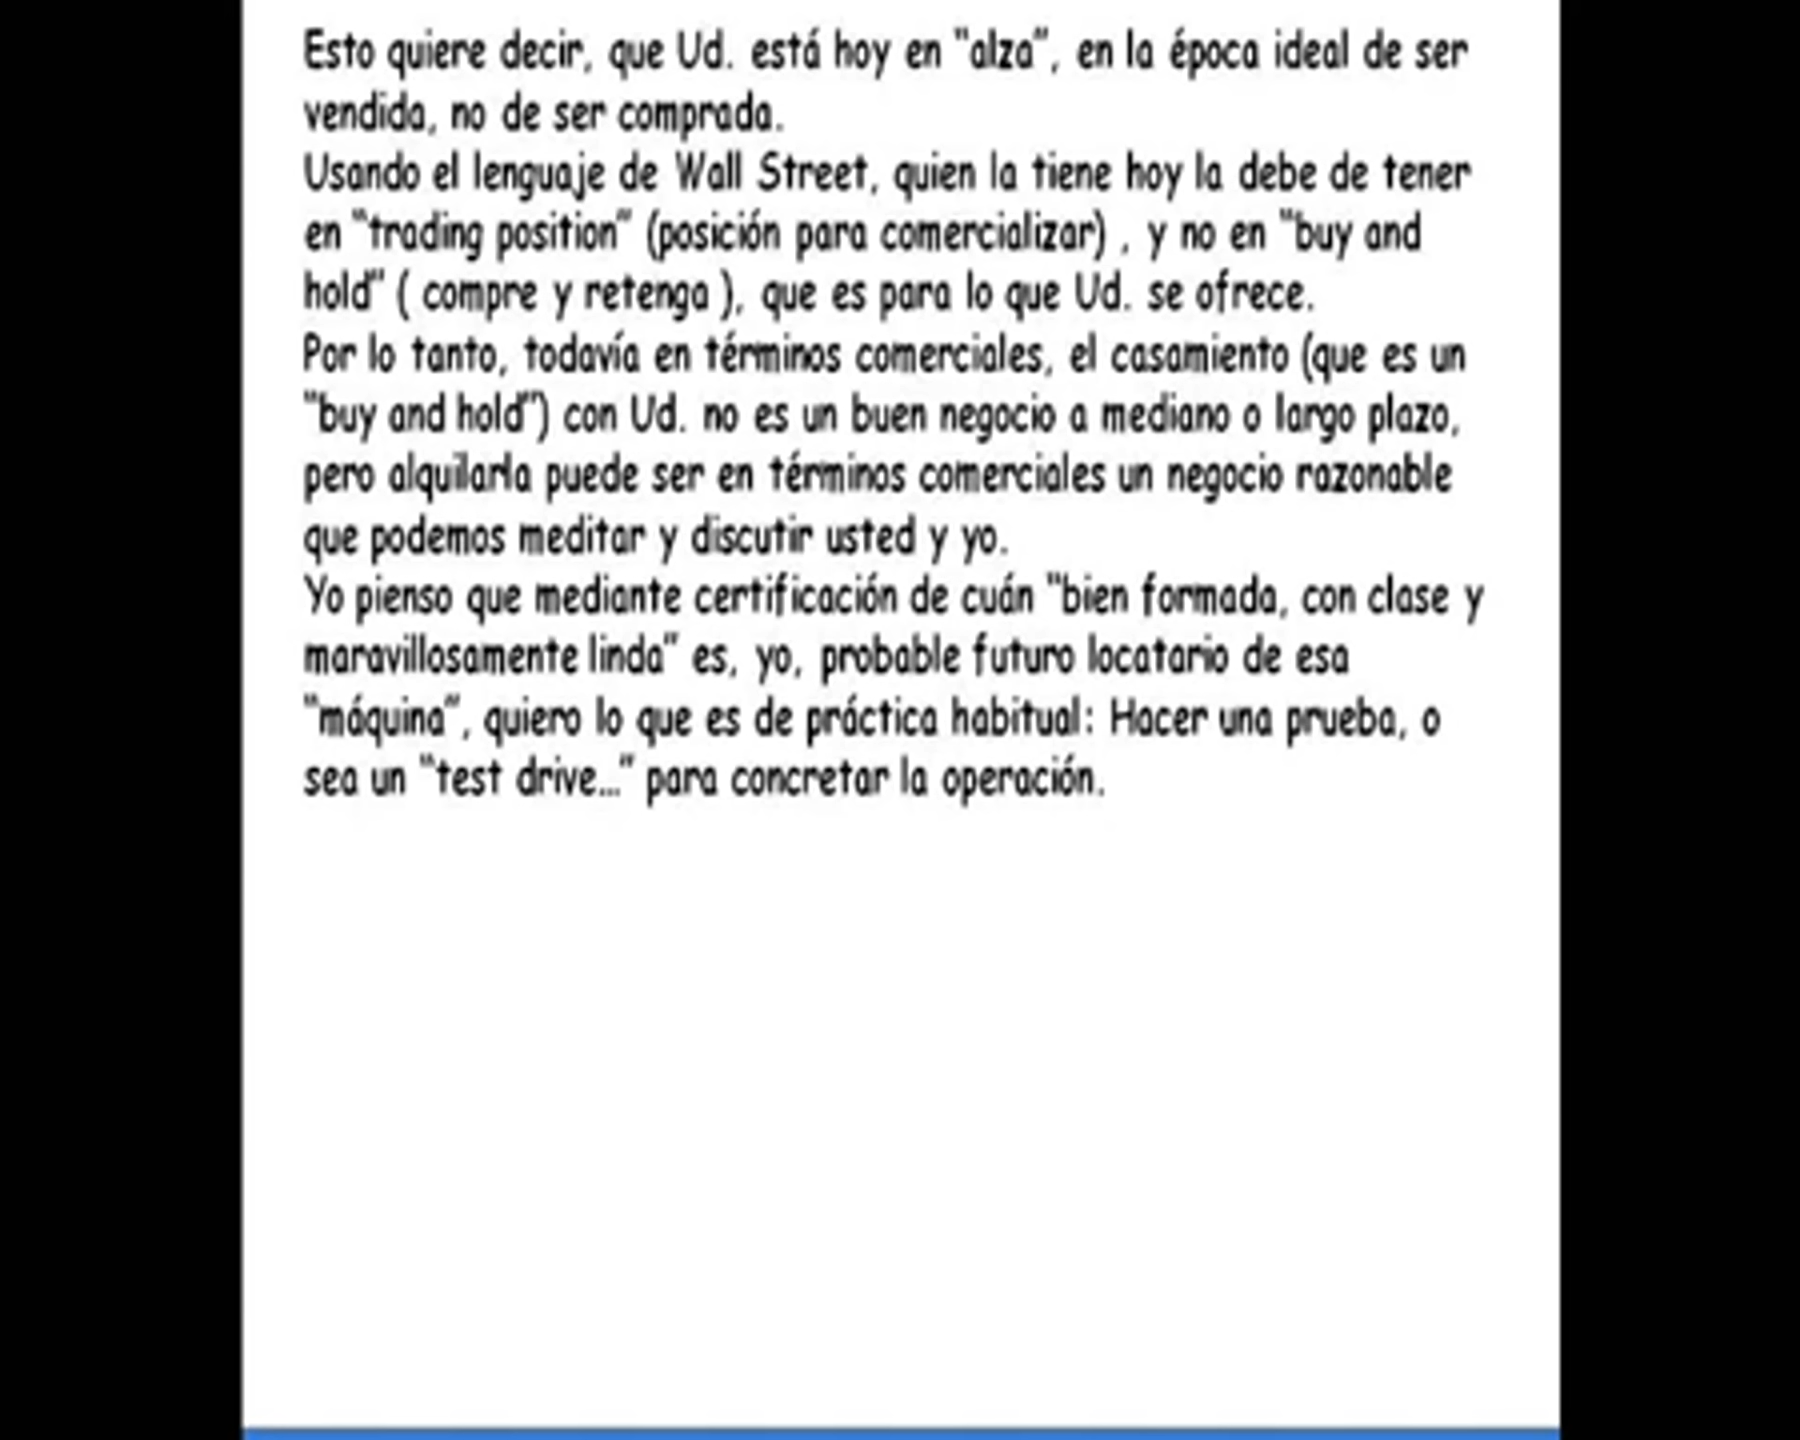 Esto quiere decir, que Ud. está hoy en "alza", en la época ideal de ser
vendida, no de ser comprada.
Usando el lenguaje de Wall Street, quien la tiene hoy la debe de tener
en "trading position" (posición para comercializar) , y no en "buy and
hold" ( compre y retenga ), que es para lo que Ud. se ofrece.
Por lo tanto, todavía en términos comerciales, el casamiento (que es un
"buy and hold") con Ud. no es un buen negocio a mediano o largo plazo,
pero alquilarla puede ser en términos comerciales un negocio razonable
que podemos meditar y discutir usted y yo.
Yo pienso que mediante certificación de cuán "bien formada, con clase y
maravillosamente linda" es, yo, probable futuro locatario de esa
"máquina", quiero lo que es de práctica habitual: Hacer una prueba, o
sea un "test drive..." para concretar la operación.